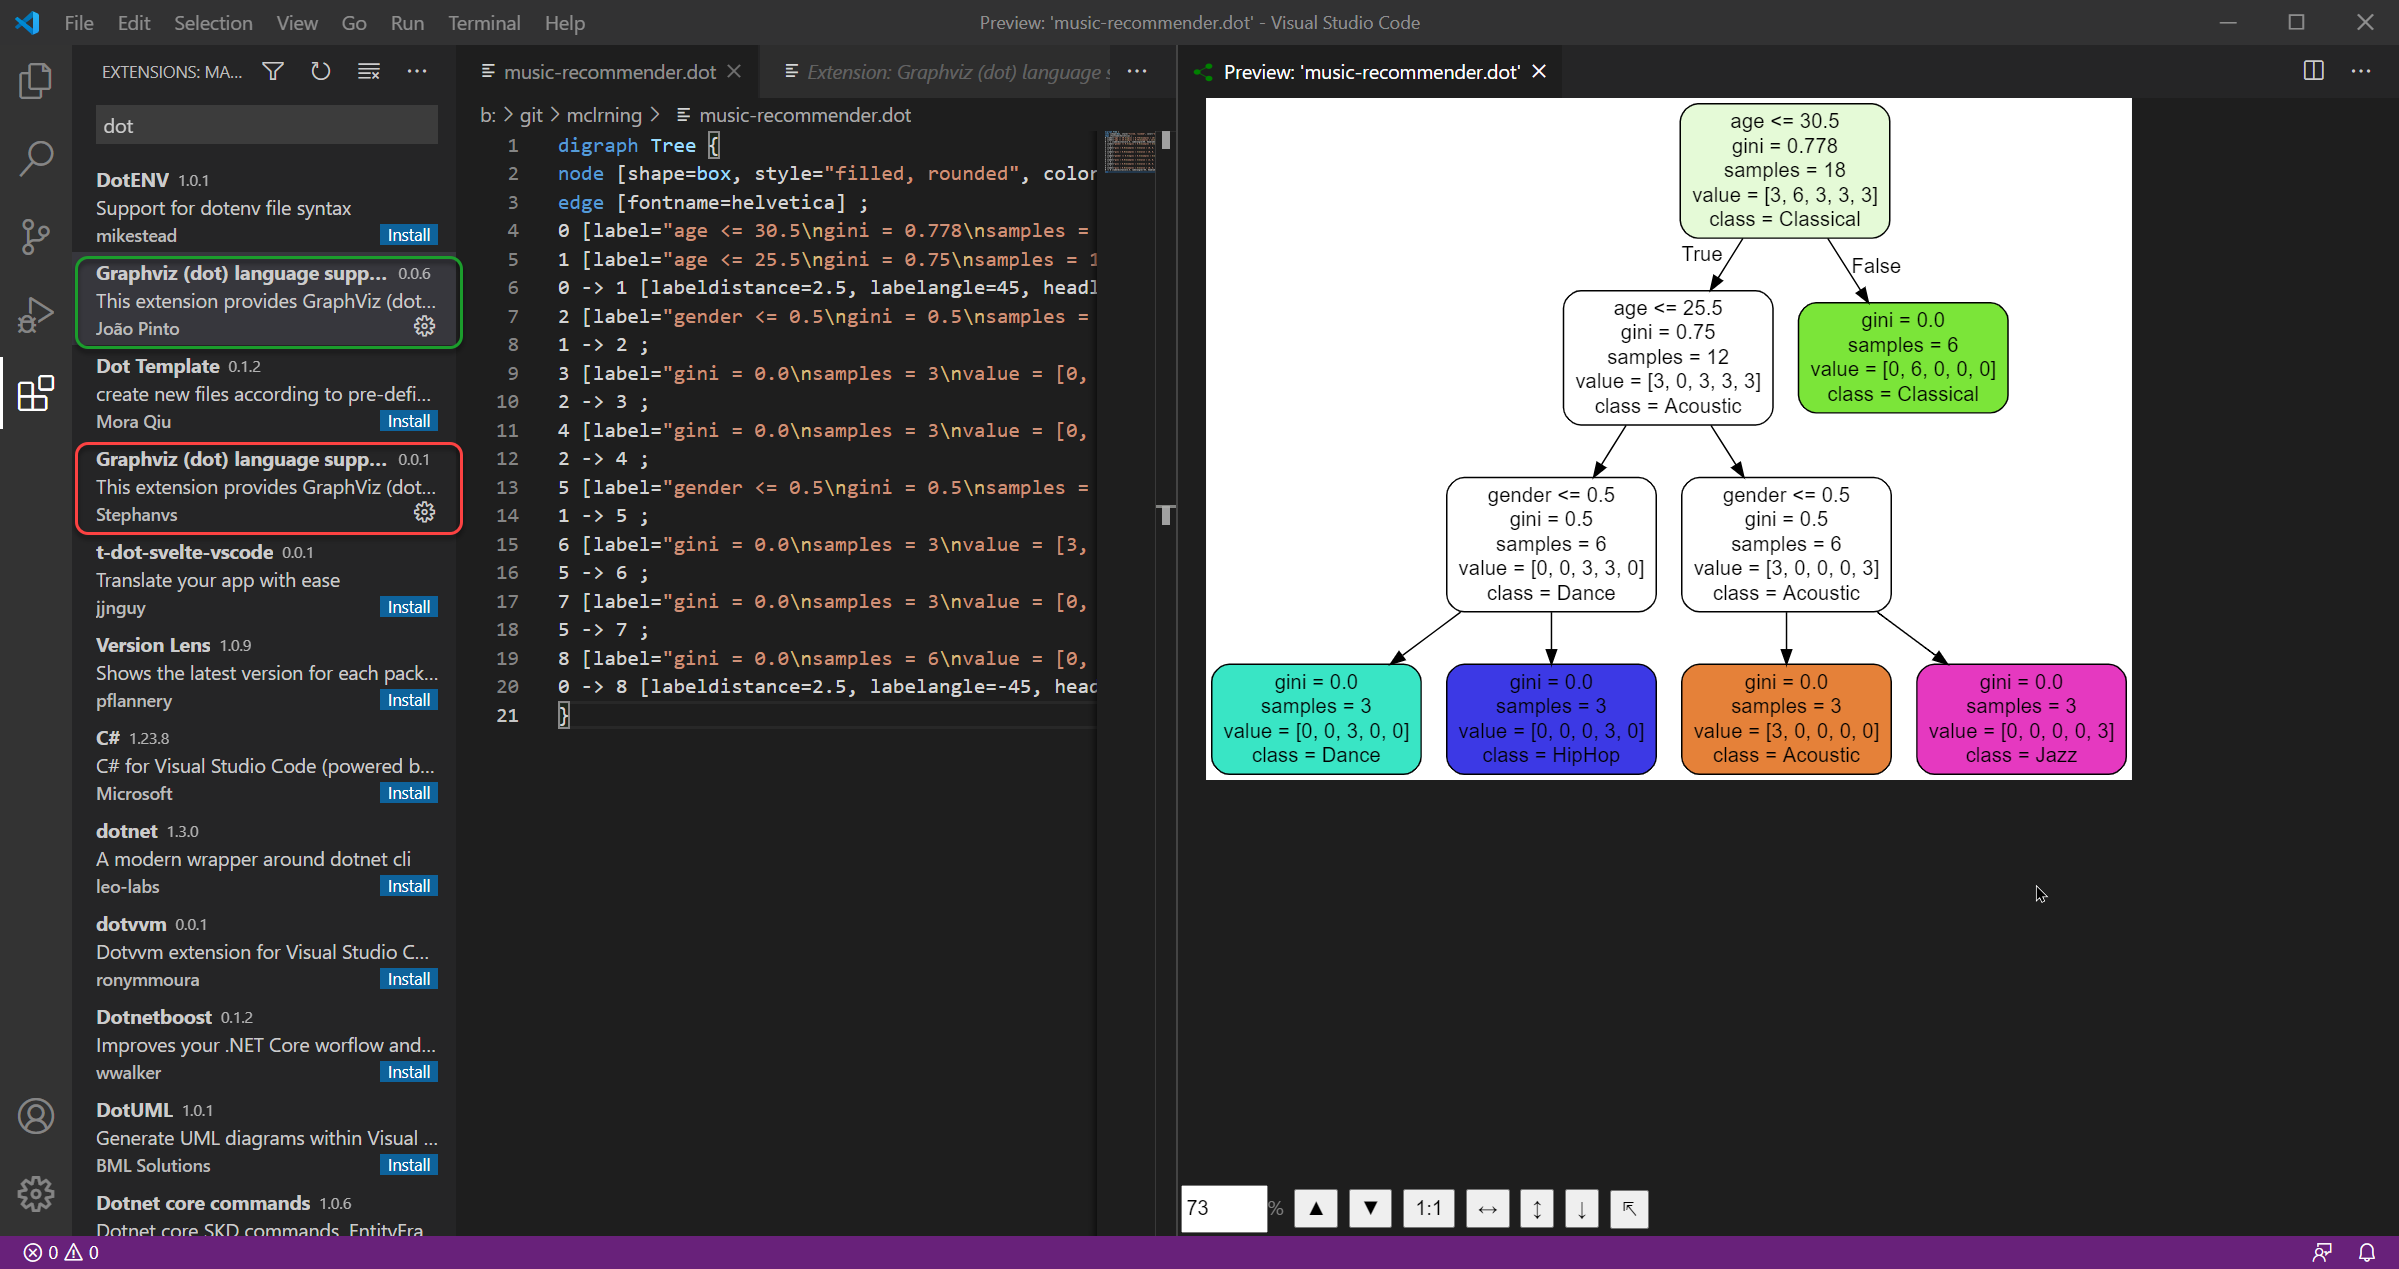 File Edit Selection View Go Run Terminal Help
Preview: 'music-recommender.dot' - Visual Studio Code
EXTENSIONS: MA...
dot
DotENV 1.0.1
Support for dotenv file syntax
mikestead Install
Graphviz (dot) language supp... 0.0.6
This extension provides GraphViz (dot...
João Pinto
Dot Template 0.1.2
create new files according to pre-defi...
Mora Qiu Install
Graphviz (dot) language supp... 0.0.1
This extension provides GraphViz (dot...
Stephanvs
t-dot-svelte-vscode 0.0.1
Translate your app with ease
jjnguy Install
Version Lens 1.0.9
Shows the latest version for each pack...
pflannery Install
C# 1.23.8
C# for Visual Studio Code (powered b...
Microsoft Install
dotnet 1.3.0
A modern wrapper around dotnet cli
leo-labs Install
dotvvm 0.0.1
Dotvvm extension for Visual Studio C...
ronymmoura Install
Dotnetboost 0.1.2
Improves your .NET Core worflow and...
wwalker Install
DotUML 1.0.1
Generate UML diagrams within Visual ...
BML Solutions Install
Dotnet core commands 1.0.6
Dotnet core SKD commands, EntityFra
music-recommender.dot
Extension: Graphviz (dot) language s
b: > git > mclrning > music-recommender.dot
1 digraph Tree {
2 node [shape=box, style="filled, rounded", color
3 edge [fontname=helvetica] ;
4 0 [label="age <= 30.5\ngini = 0.778\nsamples =
5 1 [label="age <= 25.5\ngini = 0.75\nsamples = 1
6 0 -> 1 [labeldistance=2.5, labelangle=45, headl
7 2 [label="gender <= 0.5\ngini = 0.5\nsamples =
8 1 -> 2 ;
9 3 [label="gini = 0.0\nsamples = 3\nvalue = [0,
10 2 -> 3 ;
11 4 [label="gini = 0.0\nsamples = 3\nvalue = [0,
12 2 -> 4 ;
13 5 [label="gender <= 0.5\ngini = 0.5\nsamples =
14 1 -> 5 ;
15 6 [label="gini = 0.0\nsamples = 3\nvalue = [3,
16 5 -> 6 ;
17 7 [label="gini = 0.0\nsamples = 3\nvalue = [0,
18 5 -> 7 ;
19 8 [label="gini = 0.0\nsamples = 6\nvalue = [0,
20 0 -> 8 [labeldistance=2.5, labelangle=-45, head
21 }
Preview: 'music-recommender.dot'
age <= 30.5
gini = 0.778
samples = 18
value = [3, 6, 3, 3, 3]
class = Classical
True
False
age <= 25.5
gini = 0.75
samples = 12
value = [3, 0, 3, 3, 3]
class = Acoustic
gini = 0.0
samples = 6
value = [0, 6, 0, 0, 0]
class = Classical
gender <= 0.5
gini = 0.5
samples = 6
value = [0, 0, 3, 3, 0]
class = Dance
gender <= 0.5
gini = 0.5
samples = 6
value = [3, 0, 0, 0, 3]
class = Acoustic
gini = 0.0
samples = 3
value = [0, 0, 3, 0, 0]
class = Dance
gini = 0.0
samples = 3
value = [0, 0, 0, 3, 0]
class = HipHop
gini = 0.0
samples = 3
value = [3, 0, 0, 0, 0]
class = Acoustic
gini = 0.0
samples = 3
value = [0, 0, 0, 0, 3]
class = Jazz
73 % ▲ ▼ 1:1 ↔ ↕ ↓ ↖
0 0